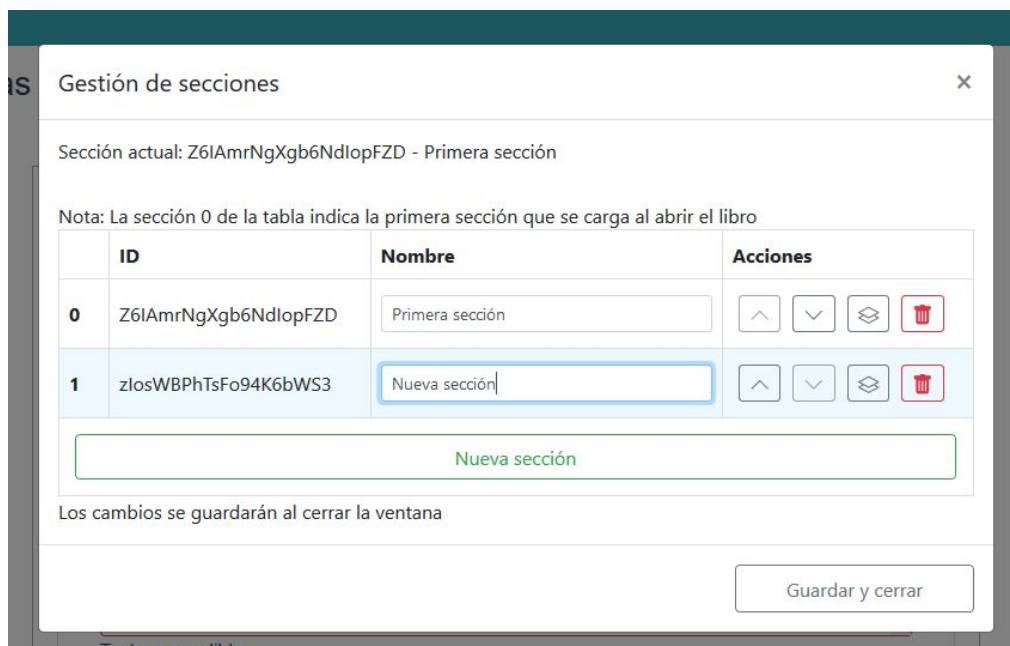 as
Gestión de secciones ×
Sección actual: Z6IAmrNgXgb6NdIopFZD - Primera sección
Nota: La sección 0 de la tabla indica la primera sección que se carga al abrir el libro
ID Nombre Acciones
0 Z6IAmrNgXgb6NdIopFZD Primera sección
1 zIosWBPhTsFo94K6bWS3 Nueva sección
Nueva sección
Los cambios se guardarán al cerrar la ventana
Guardar y cerrar